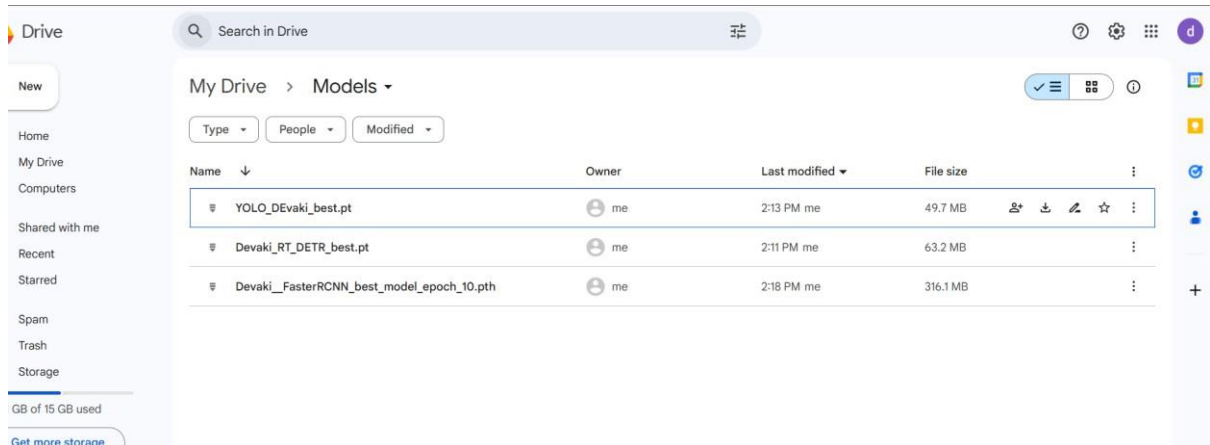 Drive
Search in Drive
d
New
Home
My Drive
Computers
Shared with me
Recent
Starred
Spam
Trash
Storage
GB of 15 GB used
Get more storage
My Drive > Models
Type People Modified
Name Owner Last modified File size
YOLO_DEvaki_best.pt me 2:13 PM me 49.7 MB
Devaki_RT_DETR_best.pt me 2:11 PM me 63.2 MB
Devaki__FasterRCNN_best_model_epoch_10.pth me 2:18 PM me 316.1 MB
31